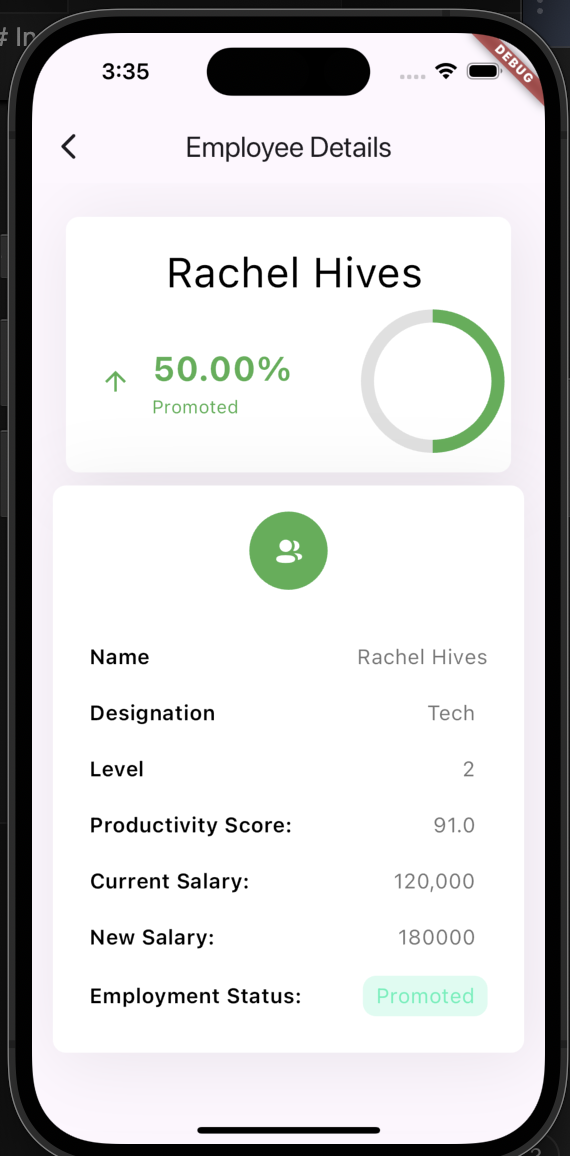 # In
3:35
DEBUG
Employee Details
Rachel Hives
50.00%
Promoted
Name Rachel Hives
Designation Tech
Level 2
Productivity Score: 91.0
Current Salary: 120,000
New Salary: 180000
Employment Status: Promoted